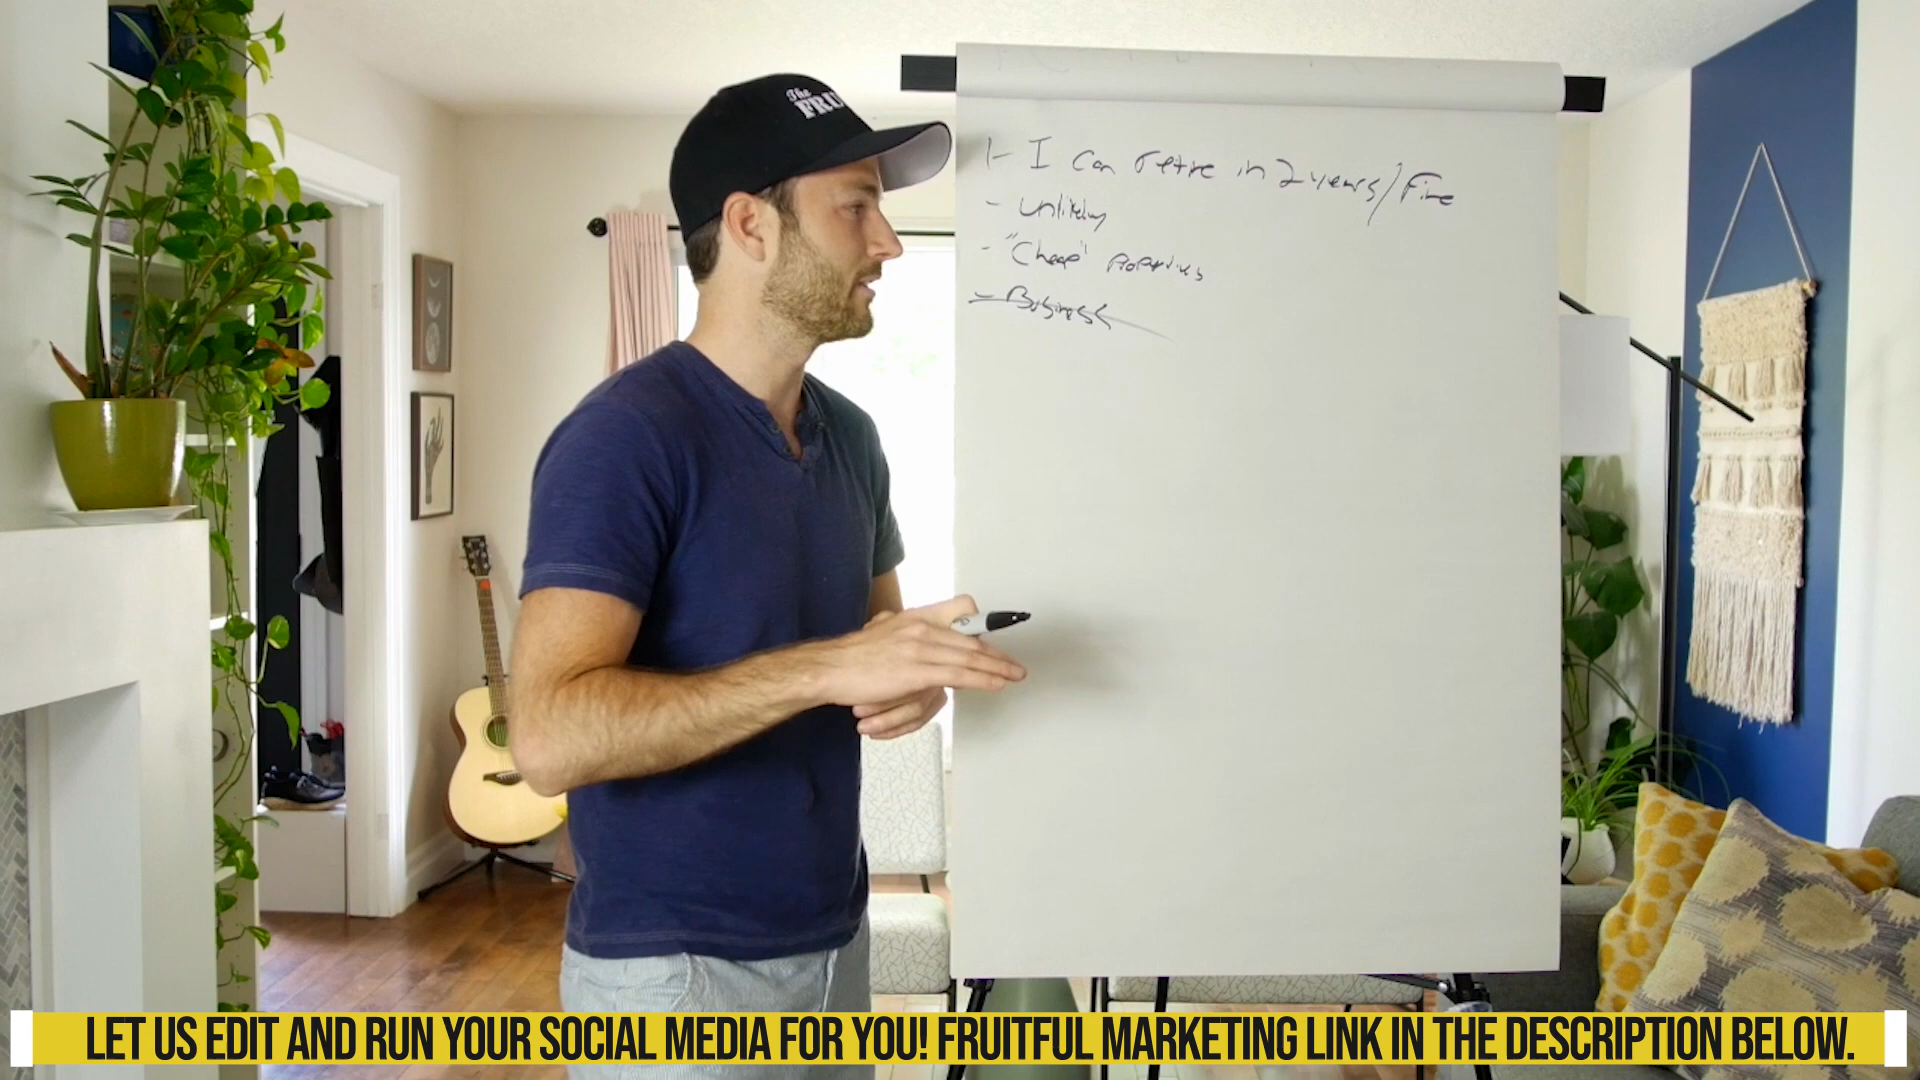 The
FRU
1- I Can retire in 2 years/Fire
- unlikely
- "Cheap" Properties
- Business
LET US EDIT AND RUN YOUR SOCIAL MEDIA FOR YOU! FRUITFUL MARKETING LINK IN THE DESCRIPTION BELOW.